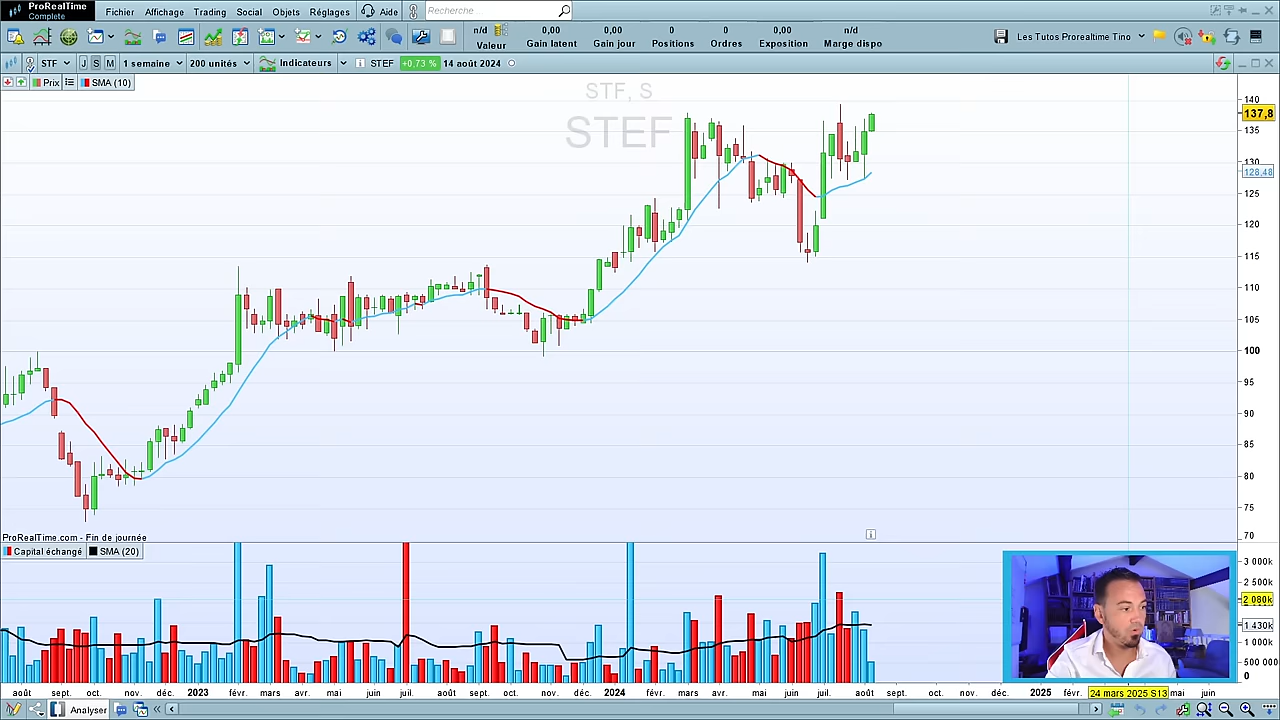 ProRealTime
Complete
Fichier Affichage Trading Social Objets Réglages Aide Recherche
n/d 0,00 0,00 0 0 0,00 n/d
Valeur Gain latent Gain jour Positions Ordres Exposition Marge dispo
Les Tutos Prorealtime Tino
STF J S M 1 semaine 200 unités Indicateurs i STEF +0,73 % 14 août 2024
Prix SMA (10)
STF, S
STEF
140
137,8
135
130
128,48
125
120
115
110
105
100
95
90
85
80
75
70
ProRealTime.com - Fin de journée
i
Capital échangé SMA (20)
3 000k
2 500k
2 080k
1 430k
1 000k
500 000
0
août sept. oct. nov. déc. 2023 févr. mars mai juin juil. août sept. nov. déc. 2024 févr. mars mai juin juil. août sept. oct. nov. déc. 2025 févr. 24 mars 2025 S13 mai juin
Analyser